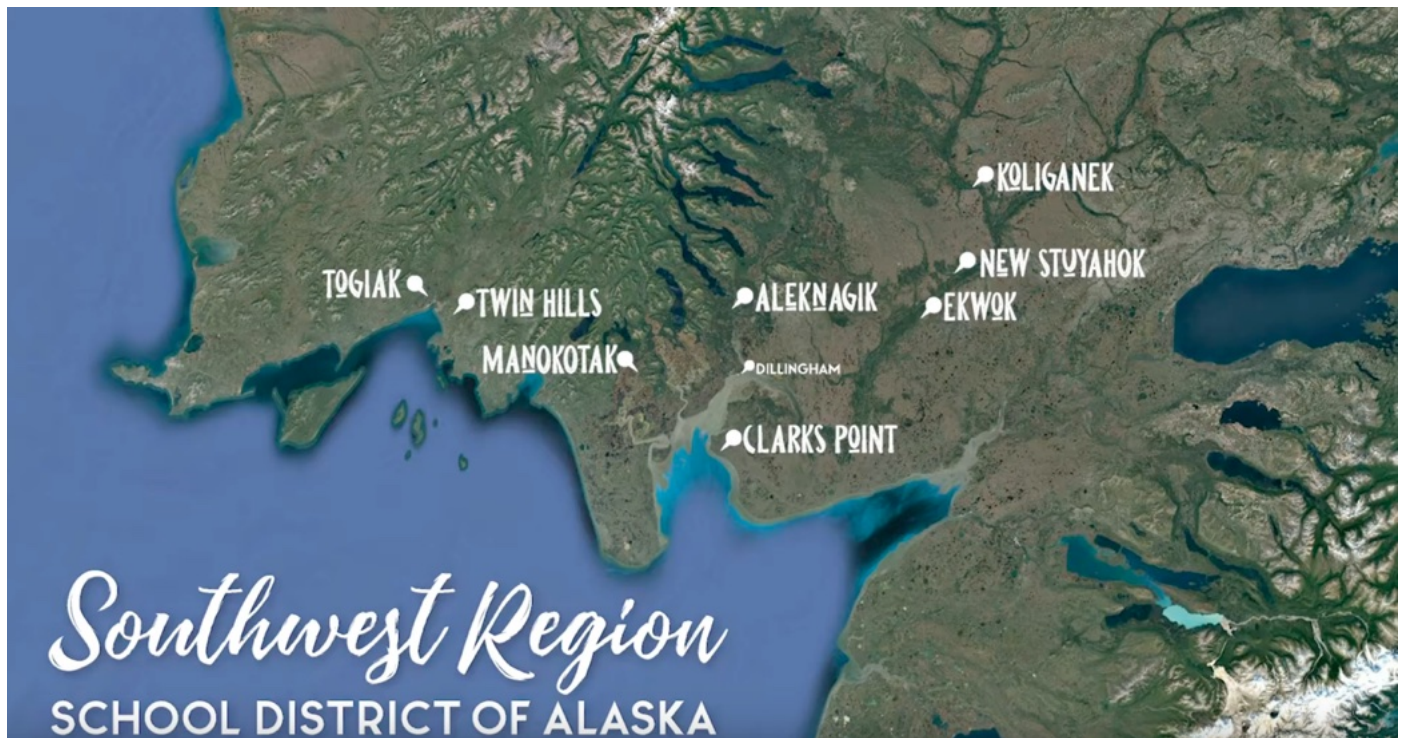 KOLIGANEK
NEW STUYAHOK
TOGIAK
TWIN HILLS
ALEKNAGIK
EKWOK
MANOKOTAK
DILLINGHAM
CLARKS POINT
Southwest Region
SCHOOL DISTRICT OF ALASKA